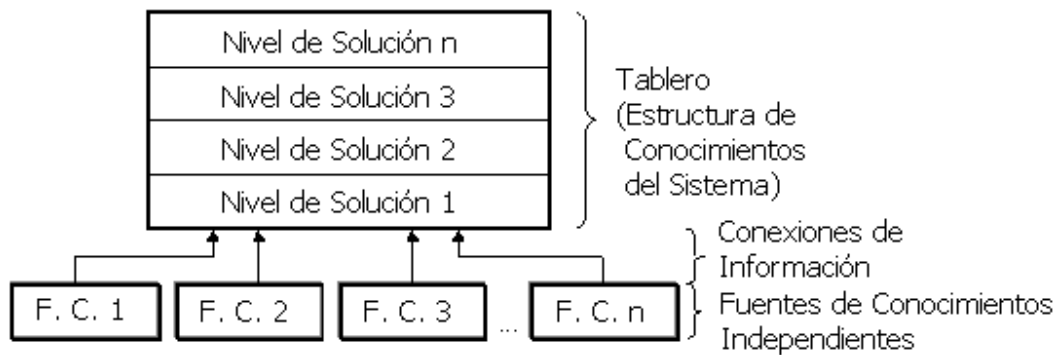 Nivel de Solución n
Nivel de Solución 3
Nivel de Solución 2
Nivel de Solución 1
Tablero
(Estructura de
Conocimientos
del Sistema)
Conexiones de
Información
F. C. 1
F. C. 2
F. C. 3
...
F. C. n
Fuentes de Conocimientos
Independientes